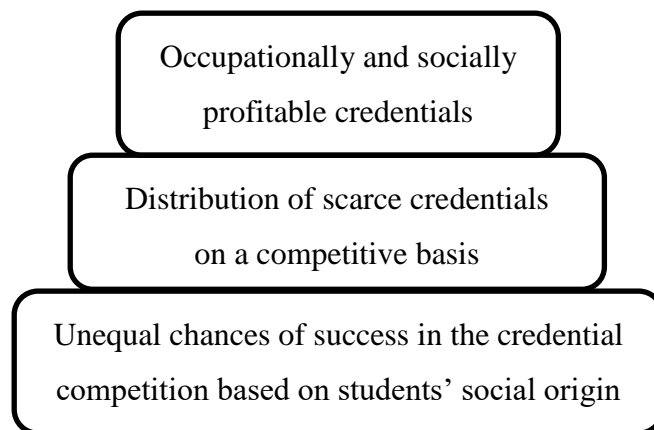 Occupationally and socially
profitable credentials
Distribution of scarce credentials
on a competitive basis
Unequal chances of success in the credential
competition based on students’ social origin